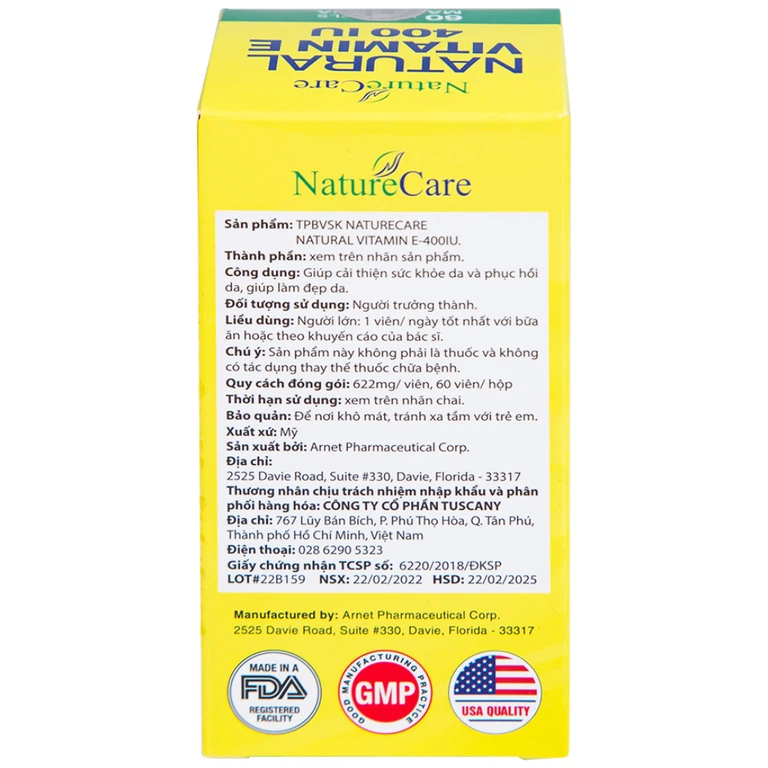 60
NATURAL
VITAMIN E
400 IU
NatureCare
NatureCare
Sản phẩm: TPBVSK NATURECARE
NATURAL VITAMIN E-400IU.
Thành phần: xem trên nhãn sản phẩm.
Công dụng: Giúp cải thiện sức khỏe da và phục hồi
da, giúp làm đẹp da.
Đối tượng sử dụng: Người trưởng thành.
Liều dùng: Người lớn: 1 viên/ ngày tốt nhất với bữa
ăn hoặc theo khuyến cáo của bác sĩ.
Chú ý: Sản phẩm này không phải là thuốc và không
có tác dụng thay thế thuốc chữa bệnh.
Quy cách đóng gói: 622mg/ viên, 60 viên/ hộp
Thời hạn sử dụng: xem trên nhãn chai.
Bảo quản: Để nơi khô mát, tránh xa tầm với trẻ em.
Xuất xứ: Mỹ
Sản xuất bởi: Arnet Pharmaceutical Corp.
Địa chỉ:
2525 Davie Road, Suite #330, Davie, Florida - 33317
Thương nhân chịu trách nhiệm nhập khẩu và phân
phối hàng hóa: CÔNG TY CỔ PHẦN TUSCANY
Địa chỉ: 767 Lũy Bán Bích, P. Phú Thọ Hòa, Q. Tân Phú,
Thành phố Hồ Chí Minh, Việt Nam
Điện thoại: 028 6290 5323
Giấy chứng nhận TCSP số: 6220/2018/ĐKSP
LOT#22B159 NSX: 22/02/2022 HSD: 22/02/2025
Manufactured by: Arnet Pharmaceutical Corp.
2525 Davie Road, Suite #330, Davie, Florida - 33317
MADE IN A
FDA
REGISTERED
FACILITY
GOOD MANUFACTURING PRACTICE
GMP
USA QUALITY